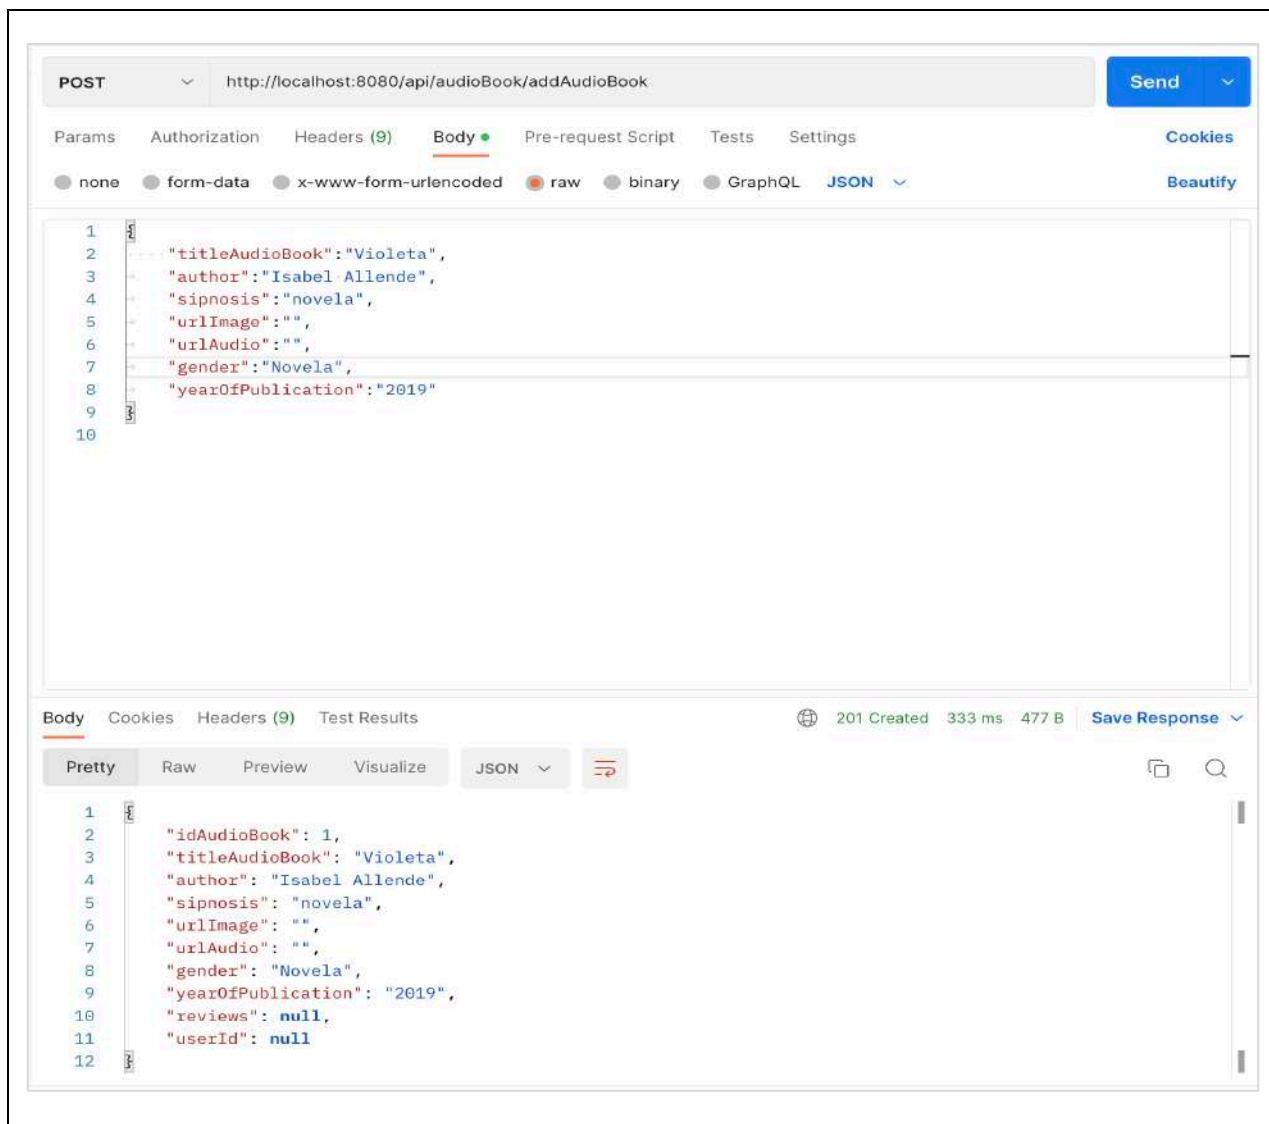 POST http://localhost:8080/api/audioBook/addAudioBook Send
Params Authorization Headers (9) Body Pre-request Script Tests Settings Cookies
none form-data x-www-form-urlencoded raw binary GraphQL JSON Beautify
1 {
2 "titleAudioBook":"Violeta",
3 "author":"Isabel Allende",
4 "sipnosis":"novela",
5 "urlImage":"",
6 "urlAudio":"",
7 "gender":"Novela",
8 "yearOfPublication":"2019"
9 }
10
Body Cookies Headers (9) Test Results 201 Created 333 ms 477 B Save Response
Pretty Raw Preview Visualize JSON
1 {
2 "idAudioBook": 1,
3 "titleAudioBook": "Violeta",
4 "author": "Isabel Allende",
5 "sipnosis": "novela",
6 "urlImage": "",
7 "urlAudio": "",
8 "gender": "Novela",
9 "yearOfPublication": "2019",
10 "reviews": null,
11 "userId": null
12 }